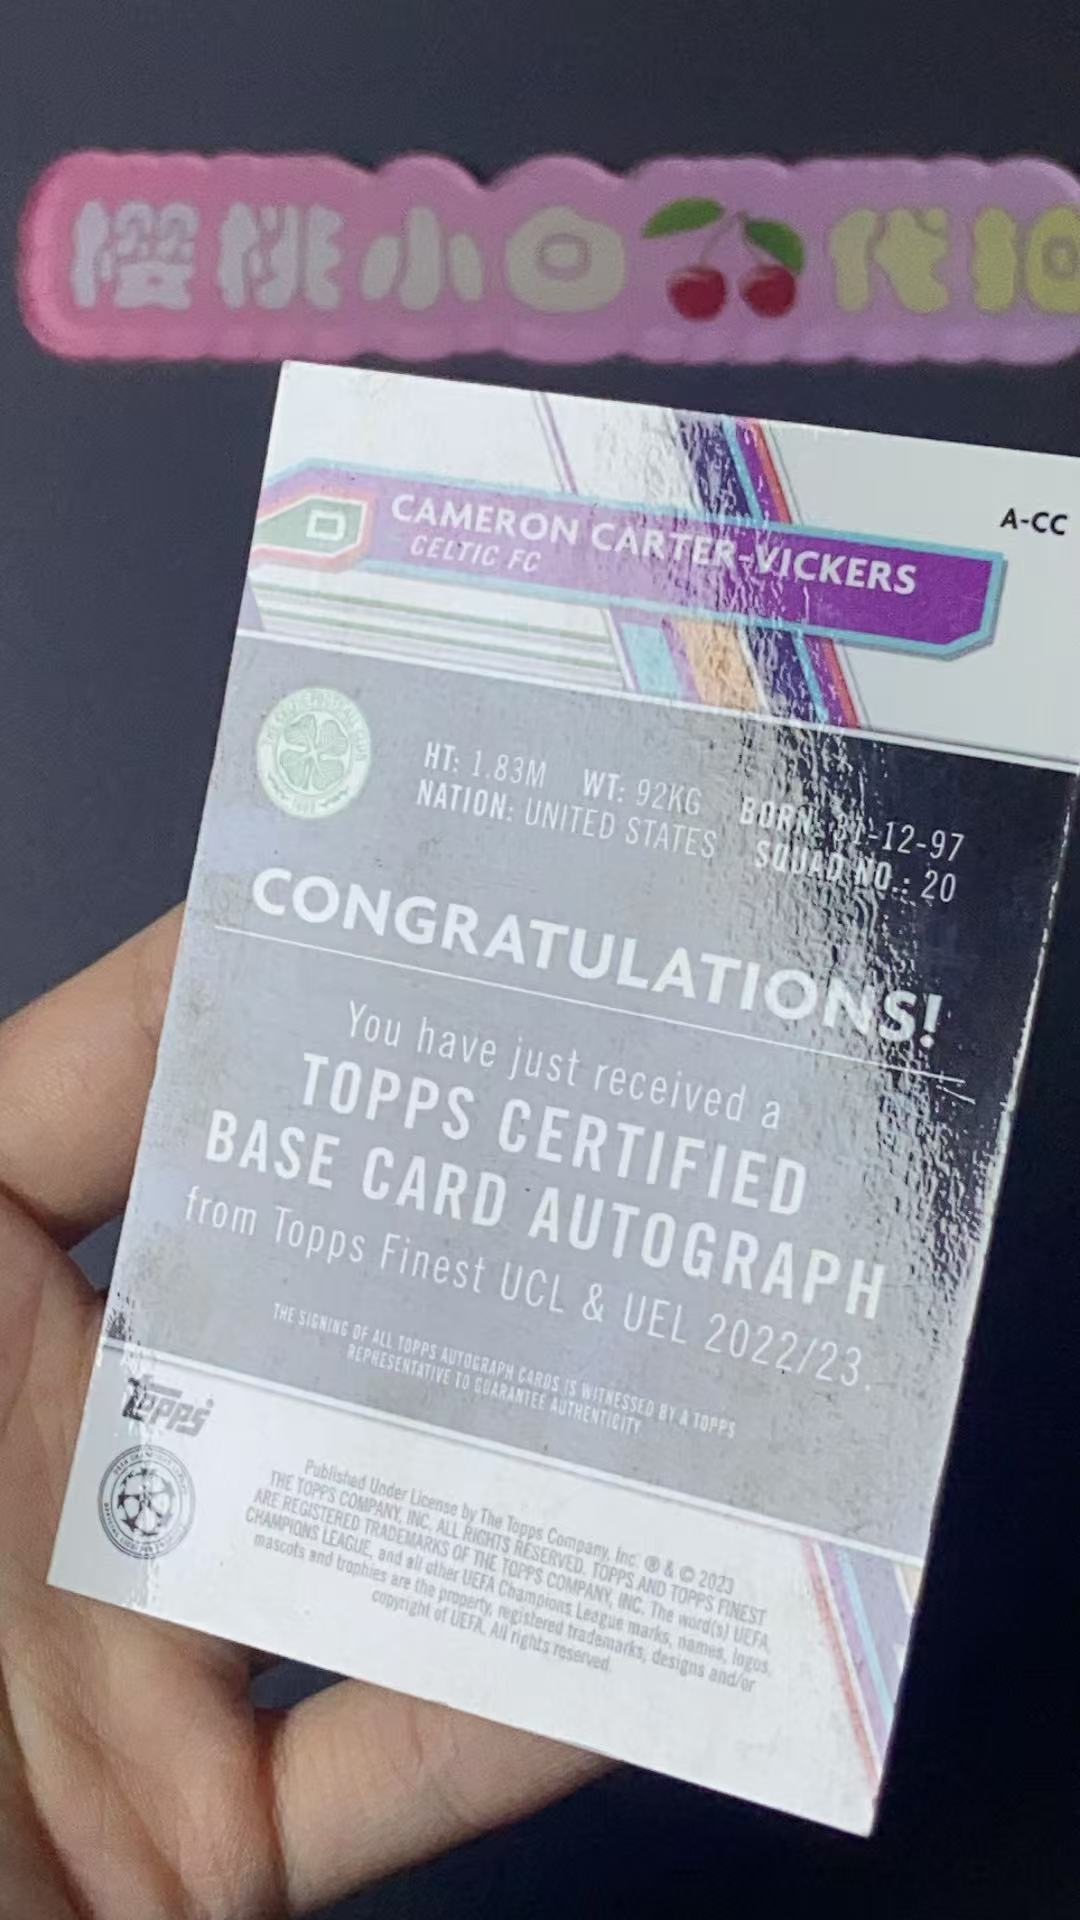 樱桃小
代拍
A-CC
D
CAMERON CARTER-VICKERS
CELTIC FC
HT: 1.83M WT: 92KG BORN: 31-12-97
NATION: UNITED STATES SQUAD NO.: 20
CONGRATULATIONS!
You have just received a
TOPPS CERTIFIED
BASE CARD AUTOGRAPH
from Topps Finest UCL & UEL 2022/23.
THE SIGNING OF ALL TOPPS AUTOGRAPH CARDS IS WITNESSED BY A TOPPS
REPRESENTATIVE TO GUARANTEE AUTHENTICITY.
Topps
Published Under License by The Topps Company, Inc. ® & © 2023
THE TOPPS COMPANY, INC. ALL RIGHTS RESERVED. TOPPS AND TOPPS FINEST
ARE REGISTERED TRADEMARKS OF THE TOPPS COMPANY, INC. The word(s) UEFA,
CHAMPIONS LEAGUE, and all other UEFA Champions League marks, names, logos,
mascots and trophies are the property, registered trademarks, designs and/or
copyright of UEFA. All rights reserved.